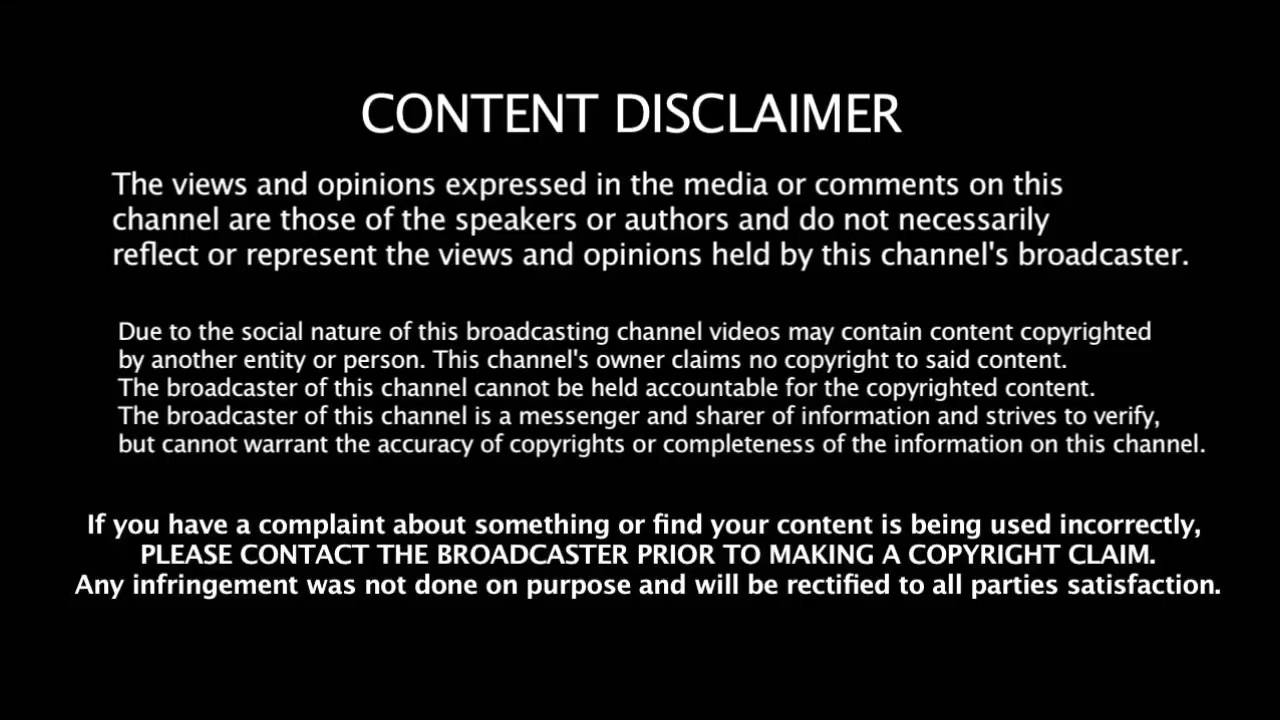 CONTENT DISCLAIMER
The views and opinions expressed in the media or comments on this
channel are those of the speakers or authors and do not necessarily
reflect or represent the views and opinions held by this channel's broadcaster.
Due to the social nature of this broadcasting channel videos may contain content copyrighted
by another entity or person. This channel's owner claims no copyright to said content.
The broadcaster of this channel cannot be held accountable for the copyrighted content.
The broadcaster of this channel is a messenger and sharer of information and strives to verify,
but cannot warrant the accuracy of copyrights or completeness of the information on this channel.
If you have a complaint about something or find your content is being used incorrectly,
PLEASE CONTACT THE BROADCASTER PRIOR TO MAKING A COPYRIGHT CLAIM.
Any infringement was not done on purpose and will be rectified to all parties satisfaction.